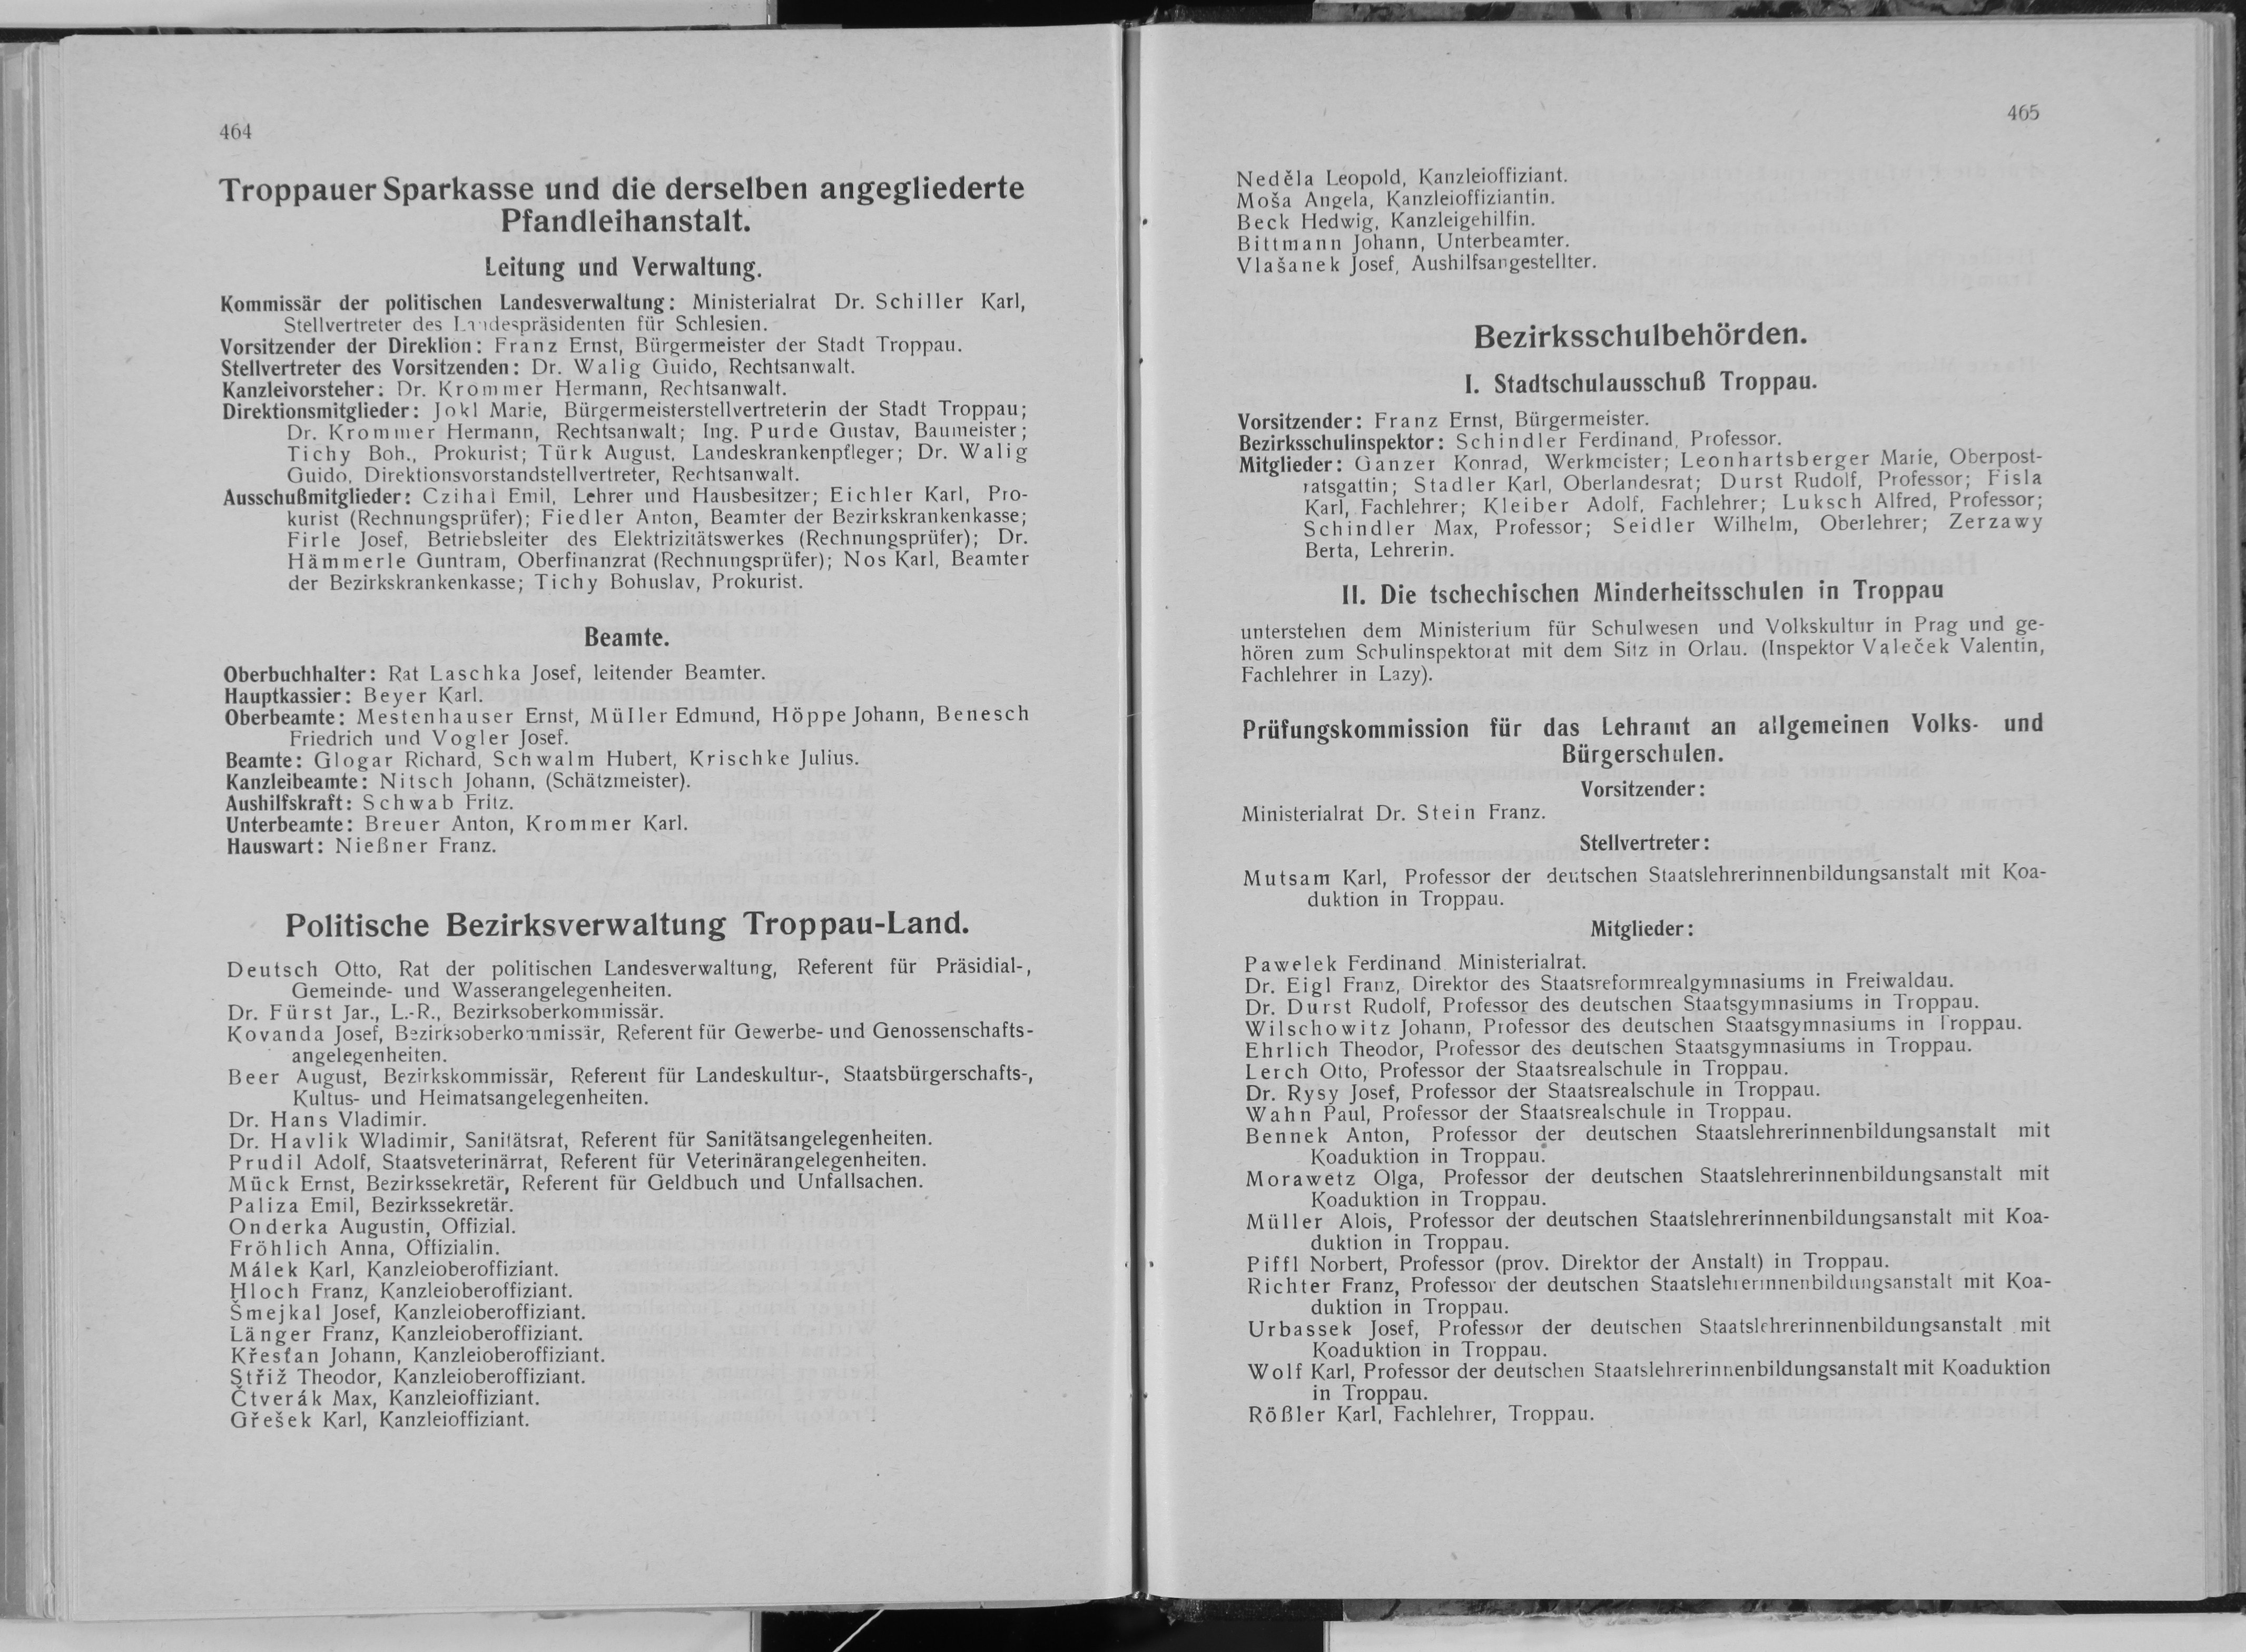 464
Troppauer Sparkasse und die derselben angegliederte
Pfandleihanstalt.
Leitung und Verwaltung.
Kommissär der politischen Landesverwaltung: Ministerialrat Dr. Schiller Karl,
Stellvertreter des Landespräsidenten für Schlesien.
Vorsitzender der Direklion: Franz Ernst, Bürgermeister der Stadt Troppau.
Stellvertreter des Vorsitzenden: Dr. Walig Guido, Rechtsanwalt.
Kanzleivorsteher: Dr. Krommer Hermann, Rechtsanwalt.
Direktionsmitglieder: Jokl Marie, Bürgermeisterstellvertreterin der Stadt Troppau;
Dr. Krommer Hermann, Rechtsanwalt; Ing. Purde Gustav, Baumeister;
Tichy Boh., Prokurist; Türk August, Landeskrankenpfleger; Dr. Walig
Guido, Direktionsvorstandstellvertreter, Rechtsanwalt.
Ausschußmitglieder: Czihal Emil, Lehrer und Hausbesitzer; Eichler Karl, Pro-
kurist (Rechnungsprüfer); Fiedler Anton, Beamter der Bezirkskrankenkasse;
Firle Josef, Betriebsleiter des Elektrizitätswerkes (Rechnungsprüfer); Dr.
Hämmerle Guntram, Oberfinanzrat (Rechnungsprüfer); Nos Karl, Beamter
der Bezirkskrankenkasse; Tichy Bohuslav, Prokurist.
Beamte.
Oberbuchhalter: Rat Laschka Josef, leitender Beamter.
Hauptkassier: Beyer Karl.
Oberbeamte: Mestenhauser Ernst, Müller Edmund, Höppe Johann, Benesch
Friedrich und Vogler Josef.
Beamte: Glogar Richard, Schwalm Hubert, Krischke Julius.
Kanzleibeamte: Nitsch Johann, (Schätzmeister).
Aushilfskraft: Schwab Fritz.
Unterbeamte: Breuer Anton, Krommer Karl.
Hauswart: Nießner Franz.
Politische Bezirksverwaltung Troppau-Land.
Deutsch Otto, Rat der politischen Landesverwaltung, Referent für Präsidial-,
Gemeinde- und Wasserangelegenheiten.
Dr. Fürst Jar., L.-R., Bezirksoberkommissär.
Kovanda Josef, Bezirksoberkommissär, Referent für Gewerbe- und Genossenschafts-
angelegenheiten.
Beer August, Bezirkskommissär, Referent für Landeskultur-, Staatsbürgerschafts-,
Kultus- und Heimatsangelegenheiten.
Dr. Hans Vladimir.
Dr. Havlik Wladimir, Sanitätsrat, Referent für Sanitätsangelegenheiten.
Prudil Adolf, Staatsveterinärrat, Referent für Veterinärangelegenheiten.
Mück Ernst, Bezirkssekretär, Referent für Geldbuch und Unfallsachen.
Paliza Emil, Bezirkssekretär.
Onderka Augustin, Offizial.
Fröhlich Anna, Offizialin.
Málek Karl, Kanzleioberoffiziant.
Hloch Franz, Kanzleioberoffiziant.
Šmejkal Josef, Kanzleioberoffiziant.
Länger Franz, Kanzleioberoffiziant.
Křesťan Johann, Kanzleioberoffiziant.
Střiž Theodor, Kanzleioberoffiziant.
Čtverák Max, Kanzleioffiziant.
Gřešek Karl, Kanzleioffiziant.
465
Neděla Leopold, Kanzleioffiziant.
Moša Angela, Kanzleioffiziantin.
Beck Hedwig, Kanzleigehilfin.
Bittmann Johann, Unterbeamter.
Vlašanek Josef, Aushilfsangestellter.
Bezirksschulbehörden.
I. Stadtschulausschuß Troppau.
Vorsitzender: Franz Ernst, Bürgermeister.
Bezirksschulinspektor: Schindler Ferdinand, Professor.
Mitglieder: Ganzer Konrad, Werkmeister; Leonhartsberger Marie, Oberpost-
ratsgattin; Stadler Karl, Oberlandesrat; Durst Rudolf, Professor; Fisla
Karl, Fachlehrer; Kleiber Adolf, Fachlehrer; Luksch Alfred, Professor;
Schindler Max, Professor; Seidler Wilhelm, Oberlehrer; Zerzawy
Berta, Lehrerin.
II. Die tschechischen Minderheitsschulen in Troppau
unterstehen dem Ministerium für Schulwesen und Volkskultur in Prag und ge-
hören zum Schulinspektorat mit dem Sitz in Orlau. (Inspektor Valeček Valentin,
Fachlehrer in Lazy).
Prüfungskommission für das Lehramt an allgemeinen Volks- und
Bürgerschulen.
Vorsitzender:
Ministerialrat Dr. Stein Franz.
Stellvertreter:
Mutsam Karl, Professor der deutschen Staatslehrerinnenbildungsanstalt mit Koa-
duktion in Troppau.
Mitglieder:
Pawelek Ferdinand Ministerialrat.
Dr. Eigl Franz, Direktor des Staatsreformrealgymnasiums in Freiwaldau.
Dr. Durst Rudolf, Professor des deutschen Staatsgymnasiums in Troppau.
Wilschowitz Johann, Professor des deutschen Staatsgymnasiums in Troppau.
Ehrlich Theodor, Professor des deutschen Staatsgymnasiums in Troppau.
Lerch Otto, Professor der Staatsrealschule in Troppau.
Dr. Rysy Josef, Professor der Staatsrealschule in Troppau.
Wahn Paul, Professor der Staatsrealschule in Troppau.
Bennek Anton, Professor der deutschen Staatslehrerinnenbildungsanstalt mit
Koaduktion in Troppau.
Morawetz Olga, Professor der deutschen Staatslehrerinnenbildungsanstalt mit
Koaduktion in Troppau.
Müller Alois, Professor der deutschen Staatslehrerinnenbildungsanstalt mit Koa-
duktion in Troppau.
Piffl Norbert, Professor (prov. Direktor der Anstalt) in Troppau.
Richter Franz, Professor der deutschen Staatslehrerinnenbildungsanstalt mit Koa-
duktion in Troppau.
Urbassek Josef, Professor der deutschen Staatslehrerinnenbildungsanstalt mit
Koaduktion in Troppau.
Wolf Karl, Professor der deutschen Staatslehrerinnenbildungsanstalt mit Koaduktion
in Troppau.
Rößler Karl, Fachlehrer, Troppau.